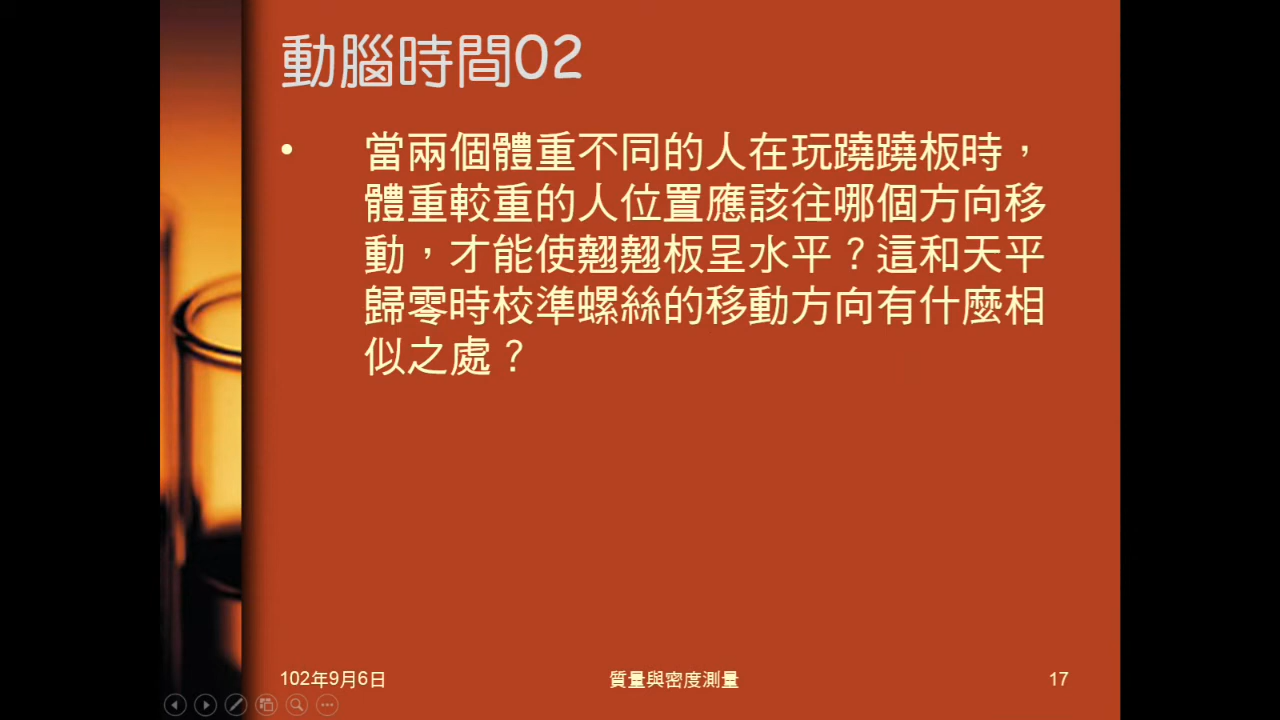 動腦時間02
• 當兩個體重不同的人在玩蹺蹺板時，
體重較重的人位置應該往哪個方向移
動，才能使翹翹板呈水平？這和天平
歸零時校準螺絲的移動方向有什麼相
似之處？
102年9月6日
質量與密度測量
17